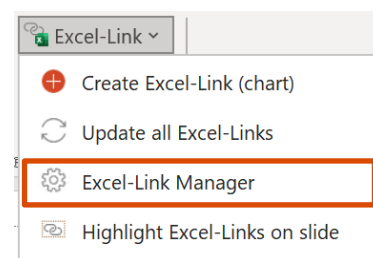 Excel-Link
Create Excel-Link (chart)
Update all Excel-Links
Excel-Link Manager
Highlight Excel-Links on slide